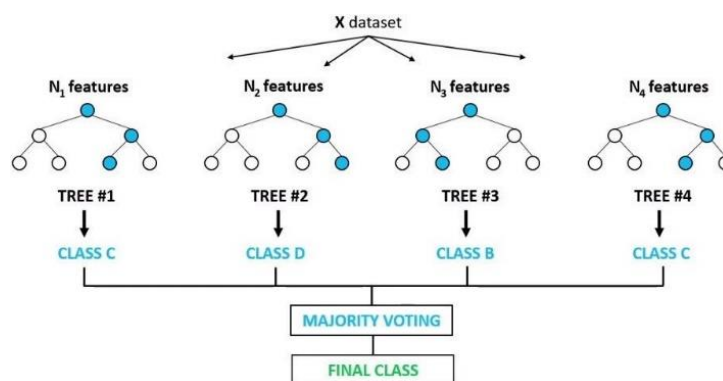 X dataset
N₁ features N₂ features N₃ features N₄ features
TREE #1 TREE #2 TREE #3 TREE #4
CLASS C CLASS D CLASS B CLASS C
MAJORITY VOTING
FINAL CLASS